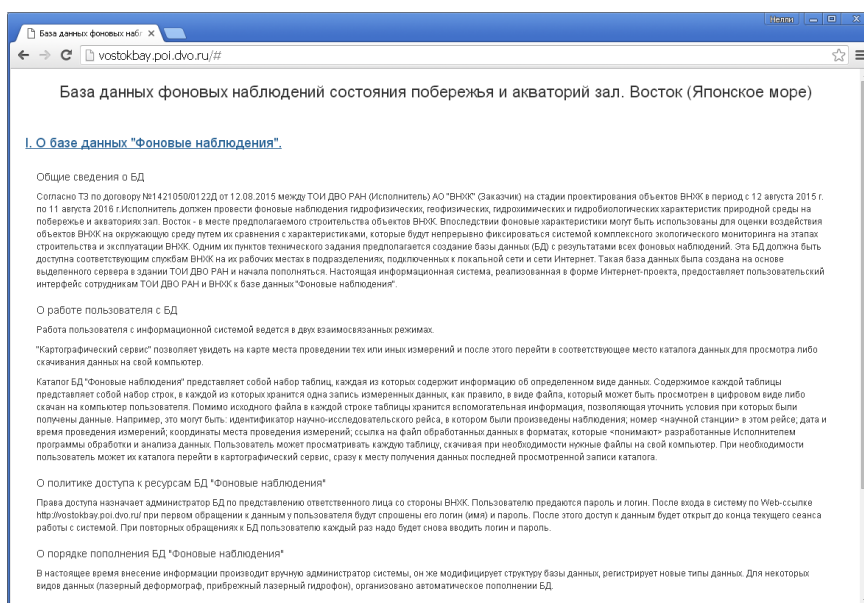 Нелли
База данных фоновых набл
vostokbay.poi.dvo.ru/#
База данных фоновых наблюдений состояния побережья и акваторий зал. Восток (Японское море)
I. О базе данных "Фоновые наблюдения".
Общие сведения о БД
Согласно ТЗ по договору №1421050/0122Д от 12.08.2015 между ТОИ ДВО РАН (Исполнитель) АО "ВНХК" (Заказчик) на стадии проектирования объектов ВНХК в период с 12 августа 2015 г.
по 11 августа 2016 г.Исполнитель должен провести фоновые наблюдения гидрофизических, геофизических, гидрохимических и гидробиологических характеристик природной среды на
побережье и акваториях зал. Восток - в месте предполагаемого строительства объектов ВНХК. Впоследствии фоновые характеристики могут быть использованы для оценки воздействия
объектов ВНХК на окружающую среду путем их сравнения с характеристиками, которые будут непрерывно фиксироваться системой комплексного экологического мониторинга на этапах
строительства и эксплуатации ВНХК. Одним их пунктов технического задания предполагается создание базы данных (БД) с результатами всех фоновых наблюдений. Эта БД должна быть
доступна соответствующим службам ВНХК на их рабочих местах в подразделениях, подключенных к локальной сети и сети Интернет. Такая база данных была создана на основе
выделенного сервера в здании ТОИ ДВО РАН и начала пополняться. Настоящая информационная система, реализованная в форме Интернет-проекта, предоставляет пользовательский
интерфейс сотрудникам ТОИ ДВО РАН и ВНХК к базе данных "Фоновые наблюдения".
О работе пользователя с БД
Работа пользователя с информационной системой ведется в двух взаимосвязанных режимах.
"Картографический сервис" позволяет увидеть на карте места проведении тех или иных измерений и после этого перейти в соответствующее место каталога данных для просмотра либо
скачивания данных на свой компьютер.
Каталог БД "Фоновые наблюдения" представляет собой набор таблиц, каждая из которых содержит информацию об определенном виде данных. Содержимое каждой таблицы
представляет собой набор строк, в каждой из которых хранится одна запись измеренных данных, как правило, в виде файла, который может быть просмотрен в цифровом виде либо
скачан на компьютер пользователя. Помимо исходного файла в каждой строке таблицы хранится вспомогательная информация, позволяющая уточнить условия при которых были
получены данные. Например, это могут быть: идентификатор научно-исследовательского рейса, в котором были произведены наблюдения; номер <научной станции> в этом рейсе; дата и
время проведения измерений; координаты места проведения измерений; ссылка на файл обработанных данных в форматах, которые <понимают> разработанные Исполнителем
программы обработки и анализа данных. Пользователь может просматривать каждую таблицу, скачивая при необходимости нужные файлы на свой компьютер. При необходимости
пользователь может их каталога перейти в картографический сервис, сразу к месту получения данных последней просмотренной записи каталога.
О политике доступа к ресурсам БД "Фоновые наблюдения"
Права доступа назначает администратор БД по представлению ответственного лица со стороны ВНХК. Пользователю предаются пароль и логин. После входа в систему по Web-ссылке
http://vostokbay.poi.dvo.ru/ при первом обращении к данным у пользователя будут спрошены его логин (имя) и пароль. После этого доступ к данным будет открыт до конца текущего сеанса
работы с системой. При повторных обращениях к БД пользователю каждый раз надо будет снова вводить логин и пароль.
О порядке пополнения БД "Фоновые наблюдения"
В настоящее время внесение информации производит вручную администратор системы, он же модифицирует структуру базы данных, регистрирует новые типы данных. Для некоторых
видов данных (лазерный деформограф, прибрежный лазерный гидрофон), организовано автоматическое пополнении БД.